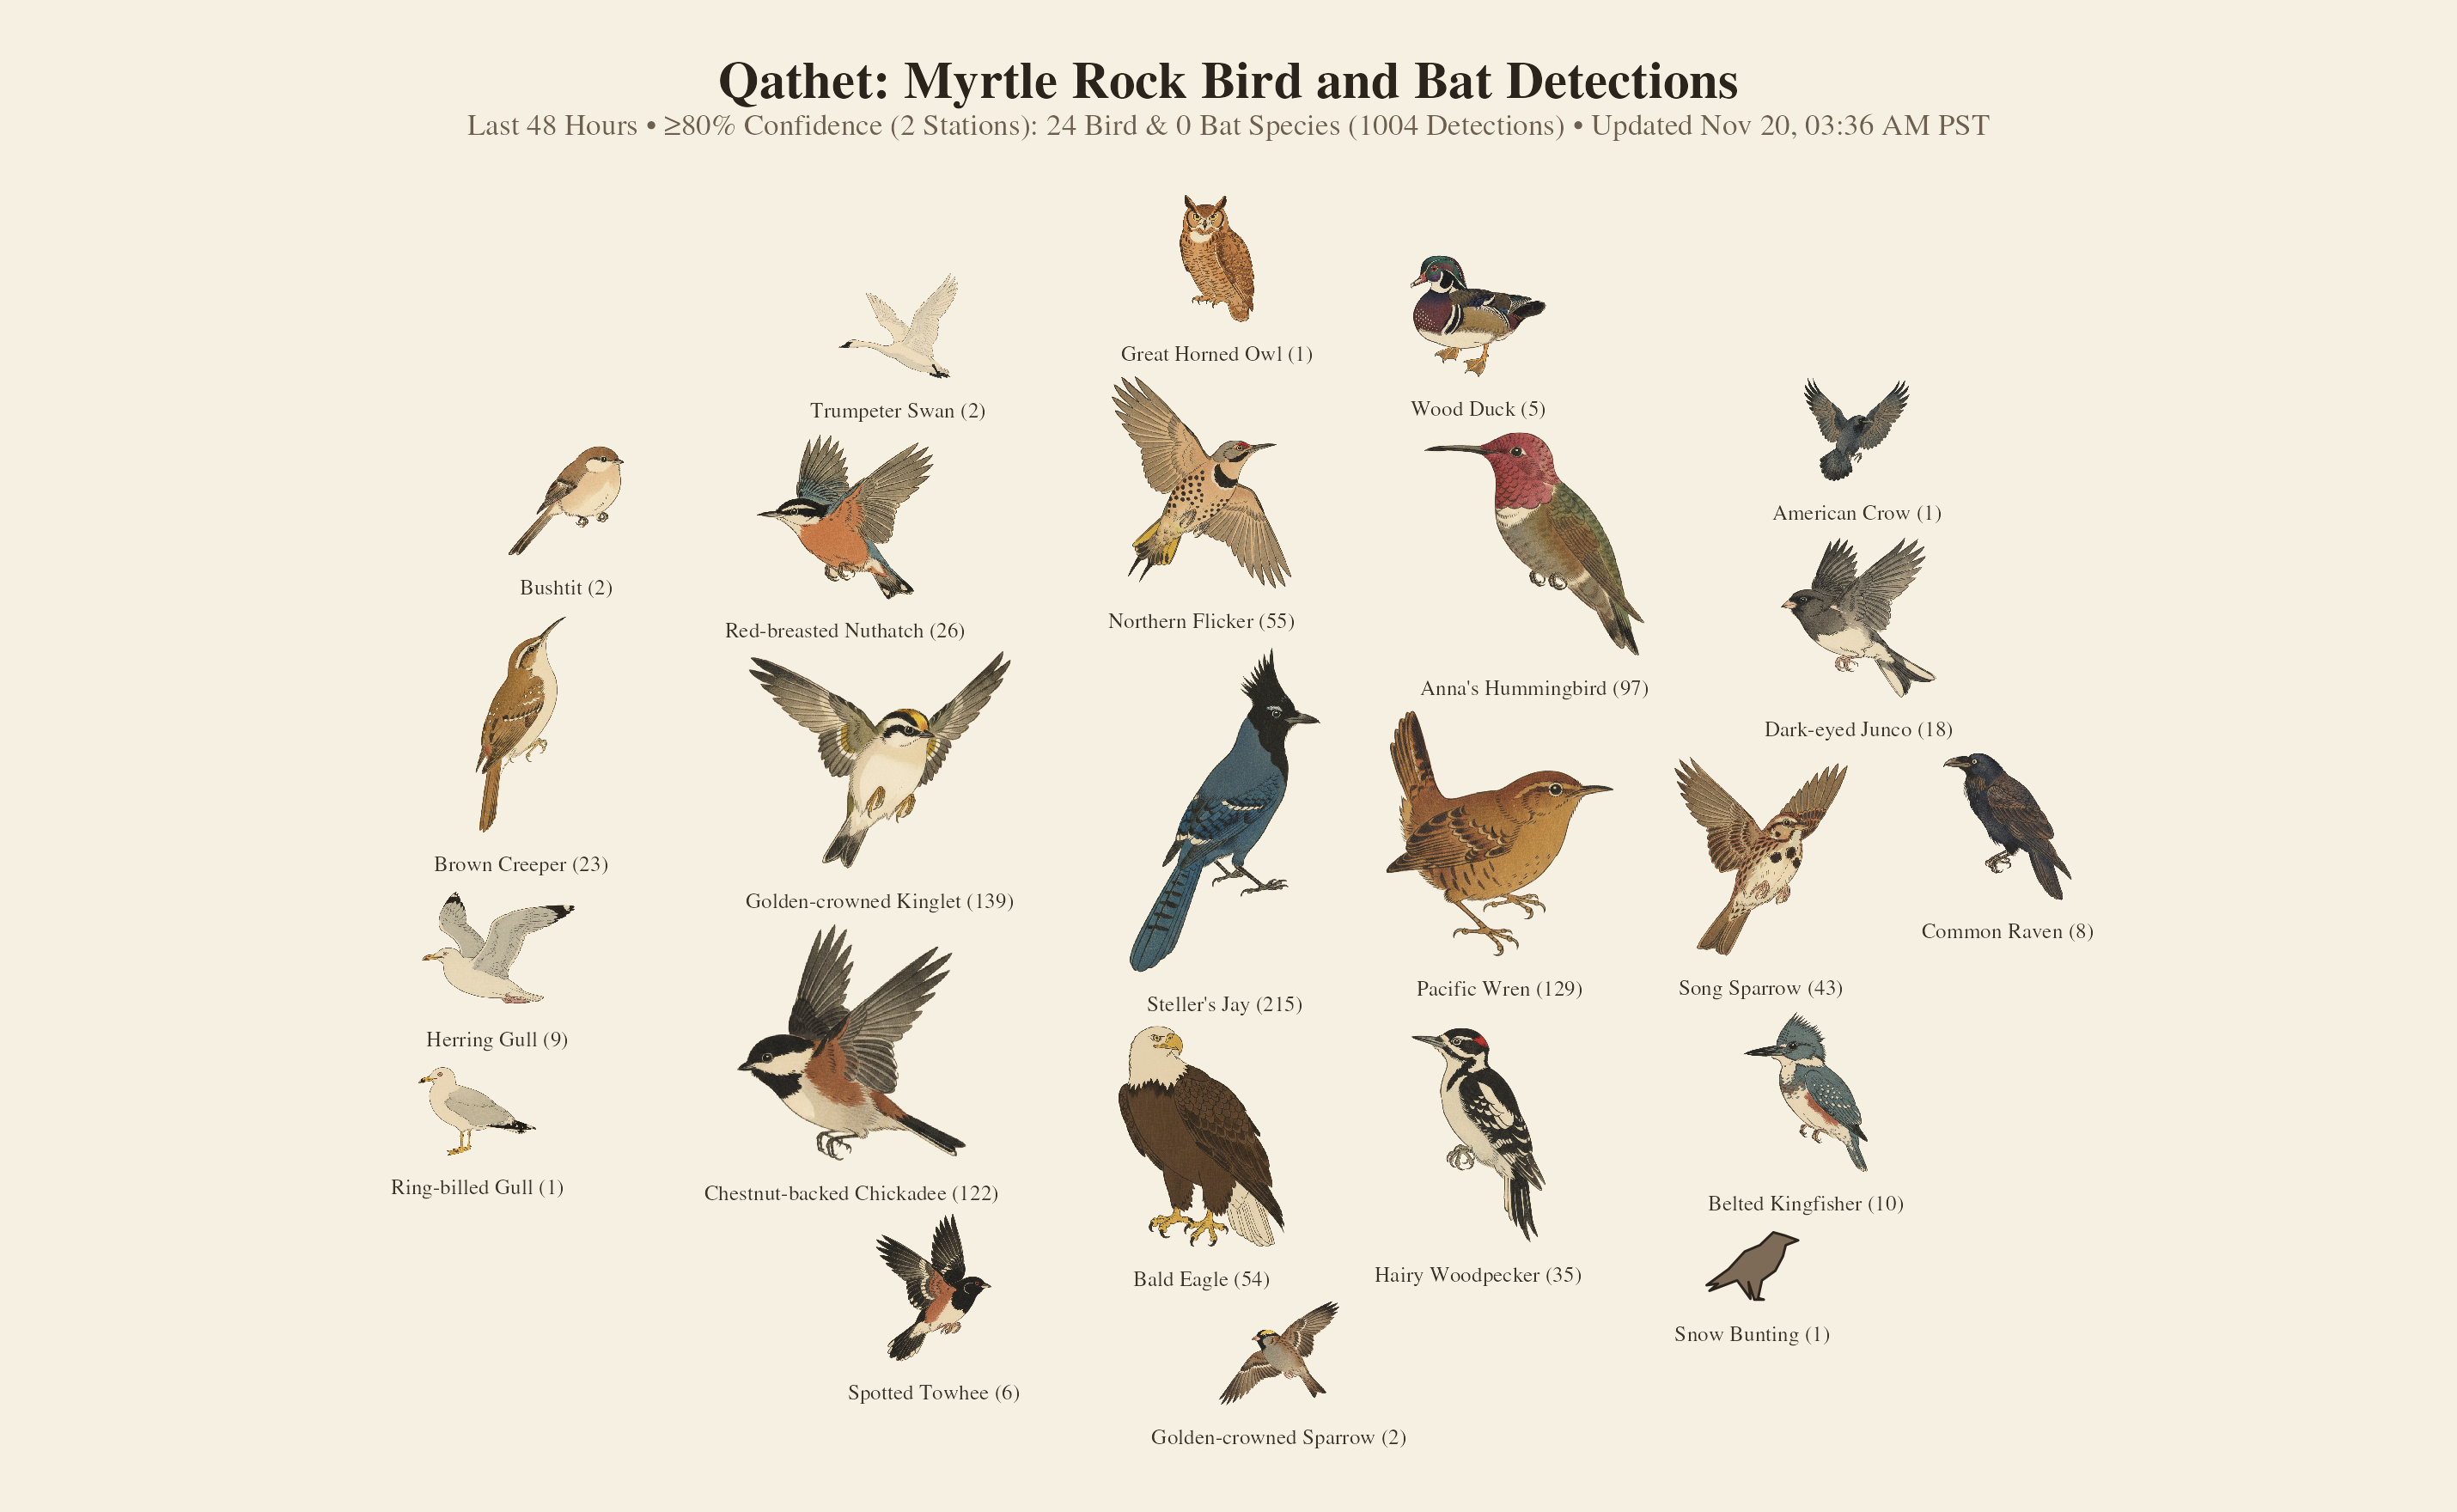 Qathet: Myrtle Rock Bird and Bat Detections
Last 48 Hours • ≥80% Confidence (2 Stations): 24 Bird & 0 Bat Species (1004 Detections) • Updated Nov 20, 03:36 AM PST
Great Horned Owl (1)
Trumpeter Swan (2)
Wood Duck (5)
American Crow (1)
Bushtit (2)
Red-breasted Nuthatch (26)
Northern Flicker (55)
Anna's Hummingbird (97)
Dark-eyed Junco (18)
Brown Creeper (23)
Golden-crowned Kinglet (139)
Steller's Jay (215)
Pacific Wren (129)
Song Sparrow (43)
Common Raven (8)
Herring Gull (9)
Ring-billed Gull (1)
Chestnut-backed Chickadee (122)
Bald Eagle (54)
Hairy Woodpecker (35)
Belted Kingfisher (10)
Snow Bunting (1)
Spotted Towhee (6)
Golden-crowned Sparrow (2)